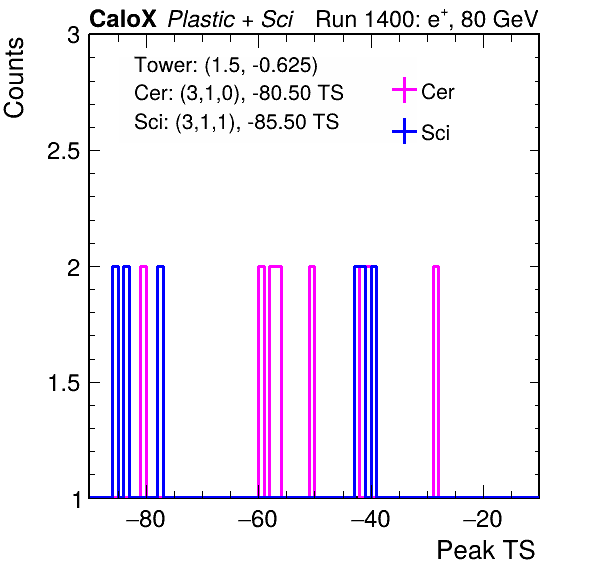 CaloX Plastic + Sci Run 1400: e⁺, 80 GeV
Counts
3
2.5
2
1.5
1
Tower: (1.5, -0.625)
Cer: (3,1,0), -80.50 TS
Sci: (3,1,1), -85.50 TS
Cer
Sci
−80 −60 −40 −20
Peak TS